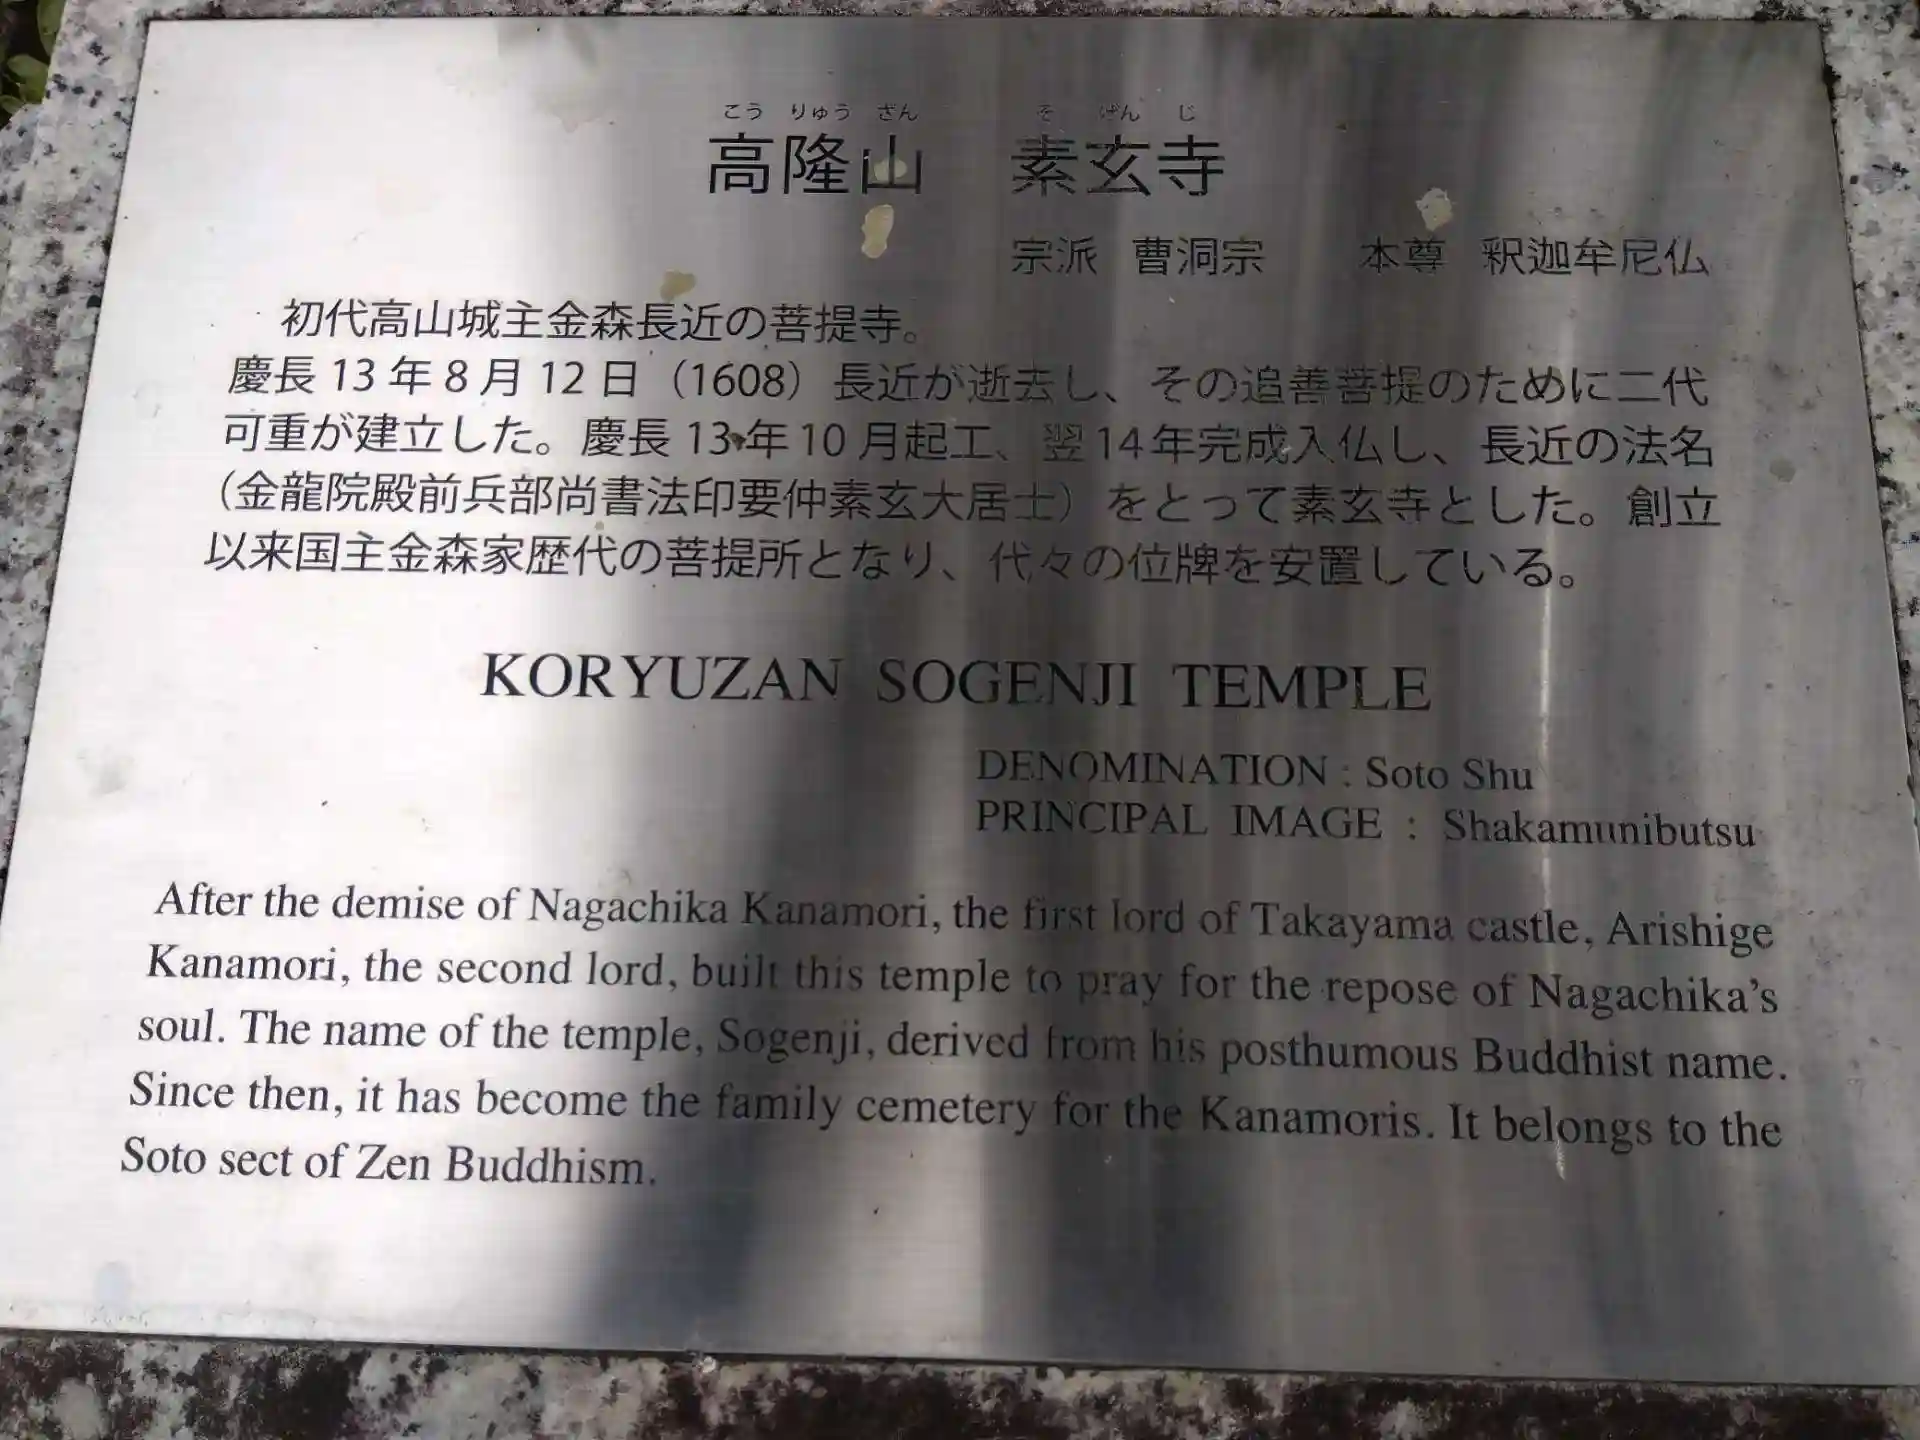 こう りゅう ざん そ げん じ
高隆山 素玄寺
宗派 曹洞宗 本尊 釈迦牟尼仏
初代高山城主金森長近の菩提寺。
慶長13年8月12日（1608）長近が逝去し、その追善菩提のために二代
可重が建立した。慶長13年10月起工、翌14年完成入仏し、長近の法名
（金龍院殿前兵部尚書法印要仲素玄大居士）をとって素玄寺とした。創立
以来国主金森家歴代の菩提所となり、代々の位牌を安置している。
KORYUZAN SOGENJI TEMPLE
DENOMINATION : Soto Shu
PRINCIPAL IMAGE : Shakamunibutsu
After the demise of Nagachika Kanamori, the first lord of Takayama castle, Arishige
Kanamori, the second lord, built this temple to pray for the repose of Nagachika’s
soul. The name of the temple, Sogenji, derived from his posthumous Buddhist name.
Since then, it has become the family cemetery for the Kanamoris. It belongs to the
Soto sect of Zen Buddhism.